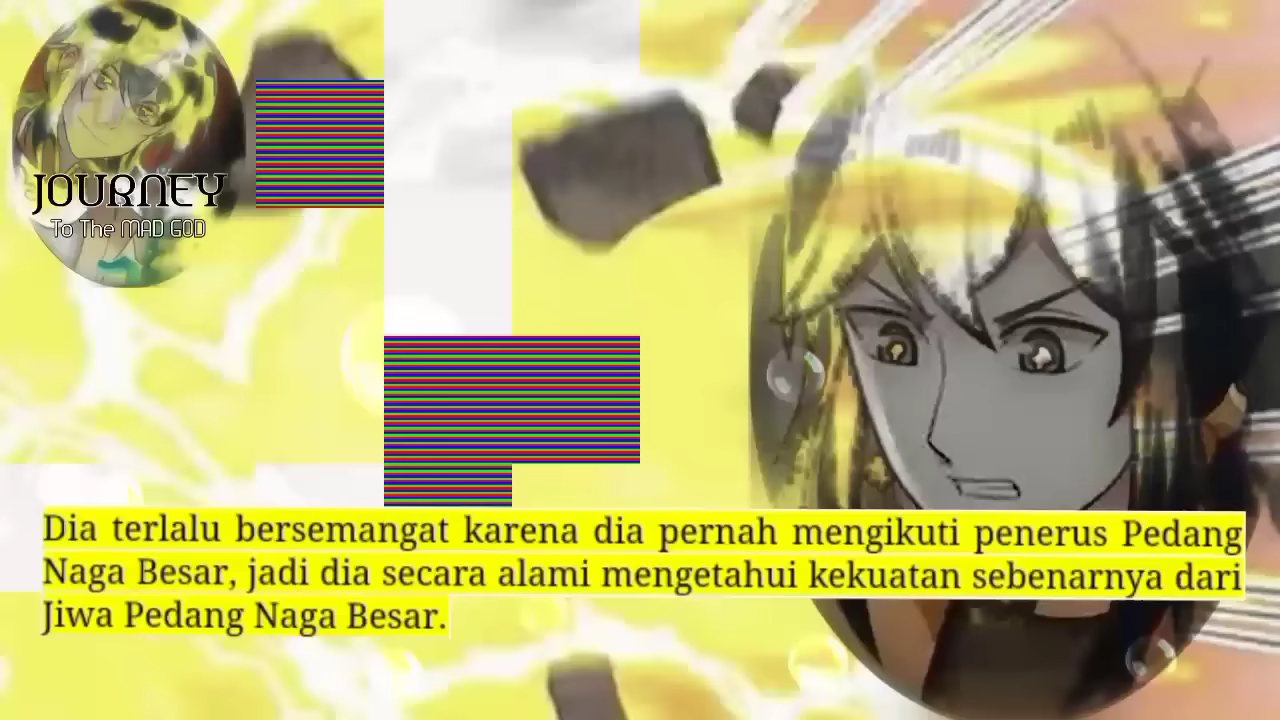 JOURNEY
To The MAD GOD
Dia terlalu bersemangat karena dia pernah mengikuti penerus Pedang
Naga Besar, jadi dia secara alami mengetahui kekuatan sebenarnya dari
Jiwa Pedang Naga Besar.